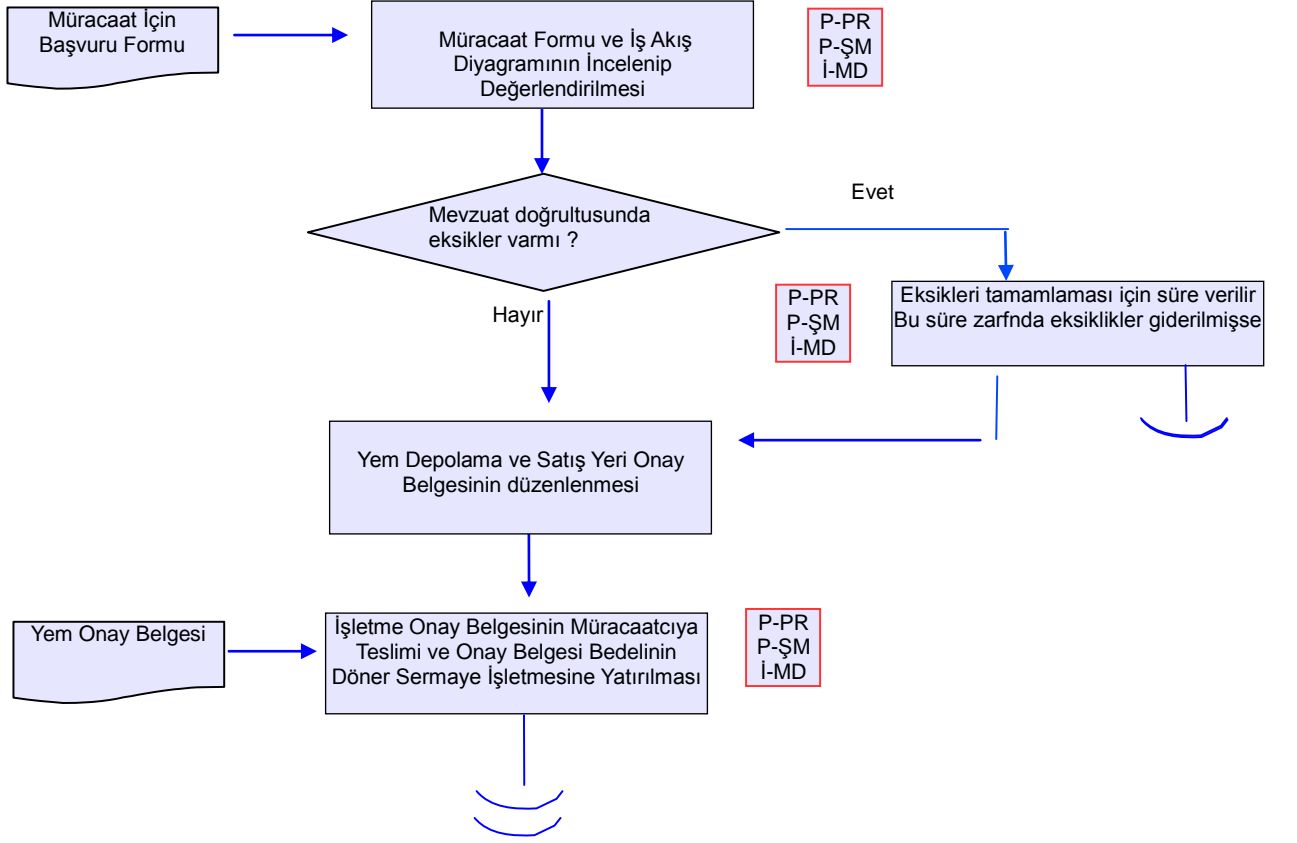 Müracaat İçin
Başvuru Formu
Müracaat Formu ve İş Akış
Diyagramının İncelenip
Değerlendirilmesi
P-PR
P-ŞM
İ-MD
Mevzuat doğrultusunda
eksikler varmı ?
Evet
Hayır
P-PR
P-ŞM
İ-MD
Eksikleri tamamlaması için süre verilir
Bu süre zarfnda eksiklikler giderilmişse
Yem Depolama ve Satış Yeri Onay
Belgesinin düzenlenmesi
Yem Onay Belgesi
İşletme Onay Belgesinin Müracaatcıya
Teslimi ve Onay Belgesi Bedelinin
Döner Sermaye İşletmesine Yatırılması
P-PR
P-ŞM
İ-MD